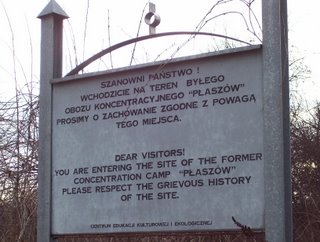 SZANOWNI PAŃSTWO !
WCHODZICIE NA TEREN BYŁEGO
OBOZU KONCENTRACYJNEGO "PŁASZÓW"
PROSIMY O ZACHOWANIE ZGODNE Z POWAGĄ
TEGO MIEJSCA.
DEAR VISITORS!
YOU ARE ENTERING THE SITE OF THE FORMER
CONCENTRATION CAMP "PŁASZÓW"
PLEASE RESPECT THE GRIEVOUS HISTORY
OF THE SITE.
CENTRUM EDUKACJI KULTUROWEJ I EKOLOGICZNEJ